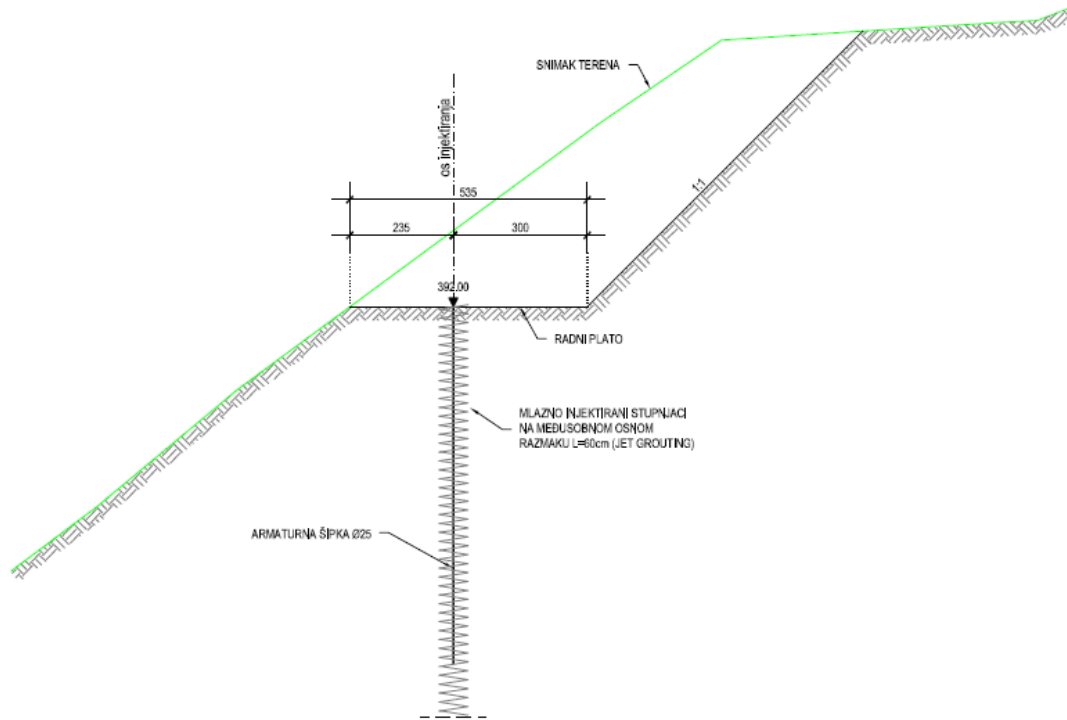 SNIMAK TERENA
os injektiranja
535
235
300
1:1
392.00
RADNI PLATO
MLAZNO INJEKTIRANI STUPNJACI
NA MEĐUSOBNOM OSNOM
RAZMAKU L=60cm (JET GROUTING)
ARMATURNA ŠIPKA Ø25